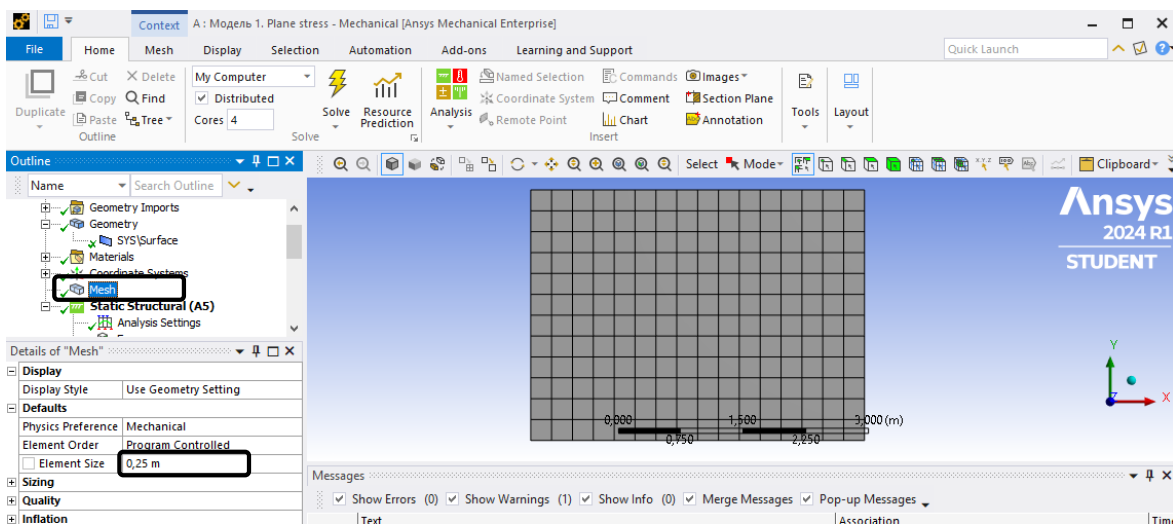 Context A : Модель 1. Plane stress - Mechanical [Ansys Mechanical Enterprise]
File Home Mesh Display Selection Automation Add-ons Learning and Support Quick Launch
Duplicate
Outline
Cut
Copy
Paste
Delete
Find
Tree
My Computer
Distributed
Cores 4
Solve
Resource Prediction
Solve
Analysis
Named Selection
Coordinate System
Remote Point
Commands
Comment
Chart
Images
Section Plane
Annotation
Insert
Tools
Layout
Outline
Name Search Outline
Select Mode Clipboard
Geometry Imports
Geometry
SYS\Surface
Materials
Coordinate Systems
Mesh
Static Structural (A5)
Analysis Settings
Details of "Mesh"
Display
Display Style Use Geometry Setting
Defaults
Physics Preference Mechanical
Element Order Program Controlled
Element Size 0,25 m
Sizing
Quality
Inflation
Ansys
2024 R1
STUDENT
Y
Z X
0,000 1,500 3,000 (m)
0,750 2,250
Messages
Show Errors (0) Show Warnings (1) Show Info (0) Merge Messages Pop-up Messages
Text Association